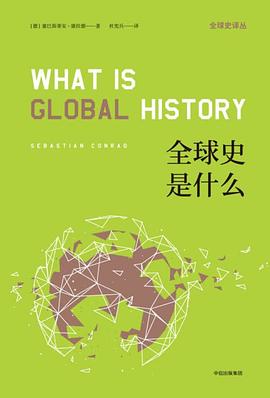 [德] 塞巴斯蒂安·康拉德——著 杜宪兵——译
全球史译丛
WHAT IS
GLOBAL HISTORY
SEBASTIAN CONRAD
全球史
是什么
中信出版集团